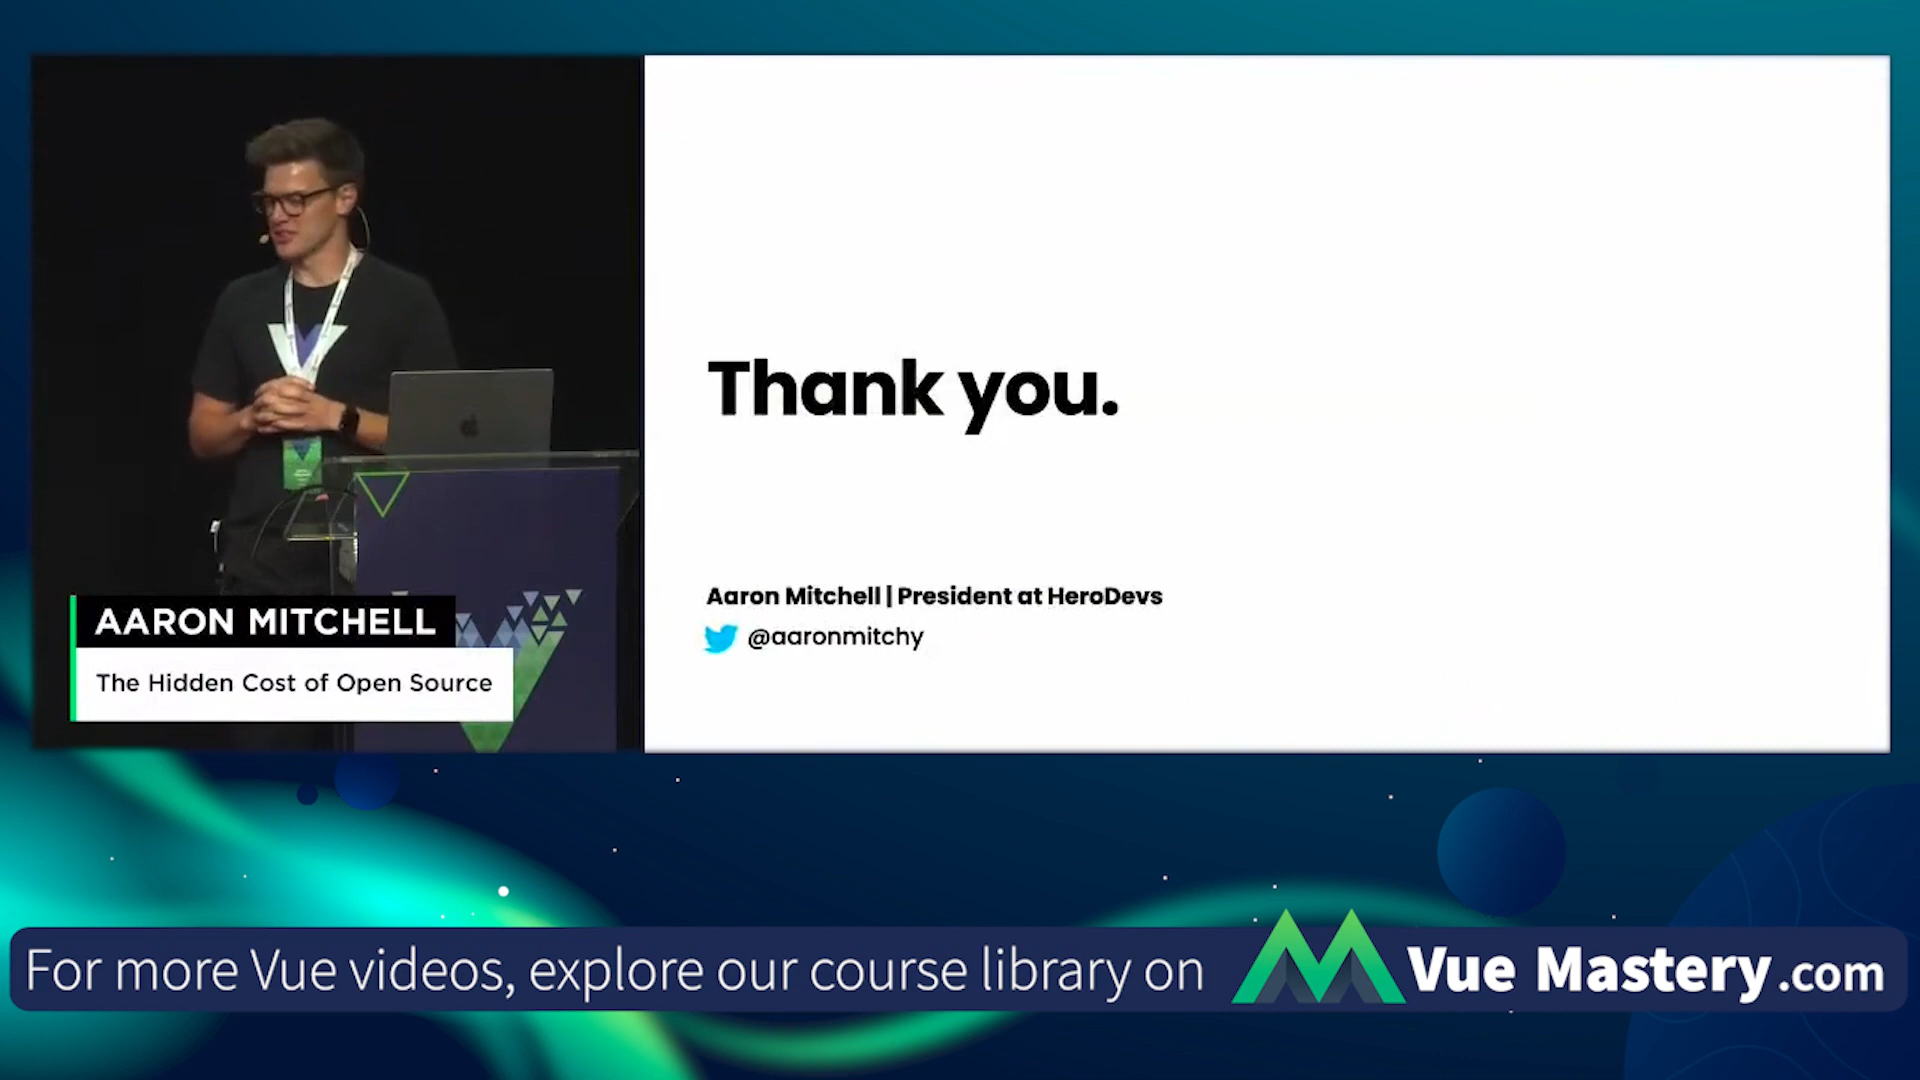 Thank you.
Aaron Mitchell | President at HeroDevs
@aaronmitchy
AARON MITCHELL
The Hidden Cost of Open Source
For more Vue videos, explore our course library on Vue Mastery.com